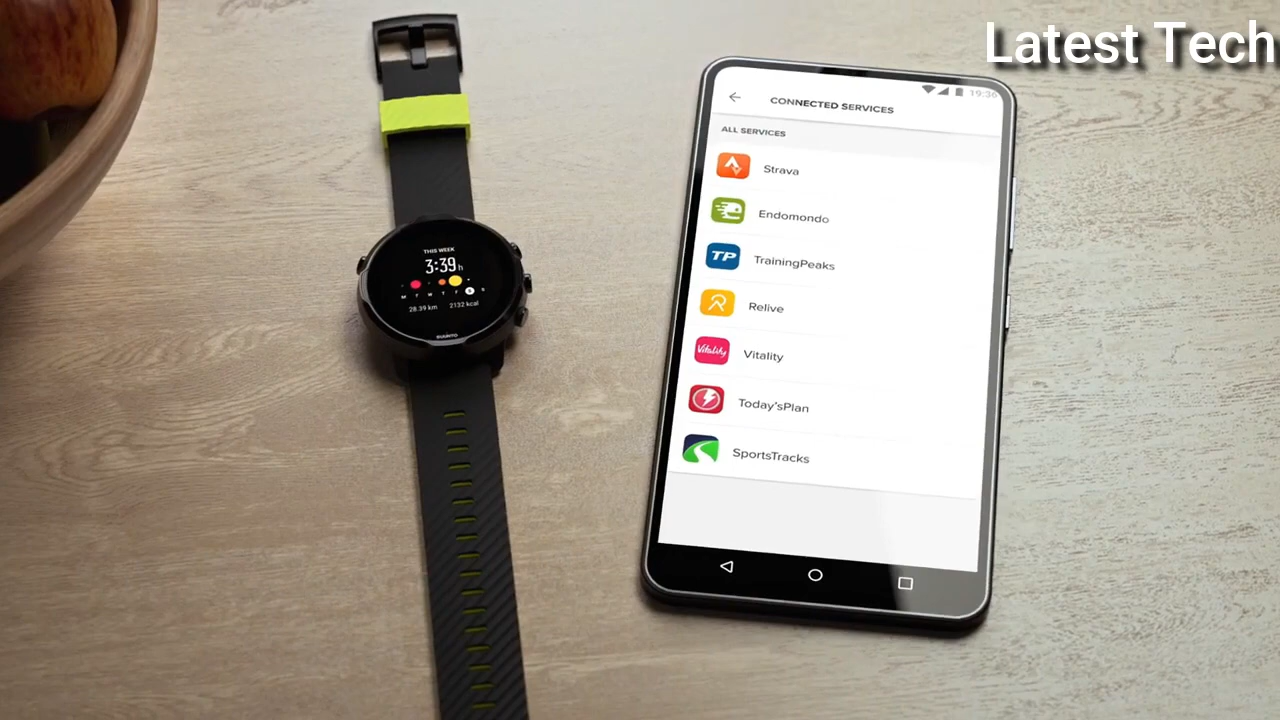 Latest Tech
THIS WEEK
3:39 h
M T W T F S S
28.39 km 2132 kcal
SUUNTO
19:36
CONNECTED SERVICES
ALL SERVICES
Strava
Endomondo
TP TrainingPeaks
Relive
Vitality Vitality
Today'sPlan
SportsTracks